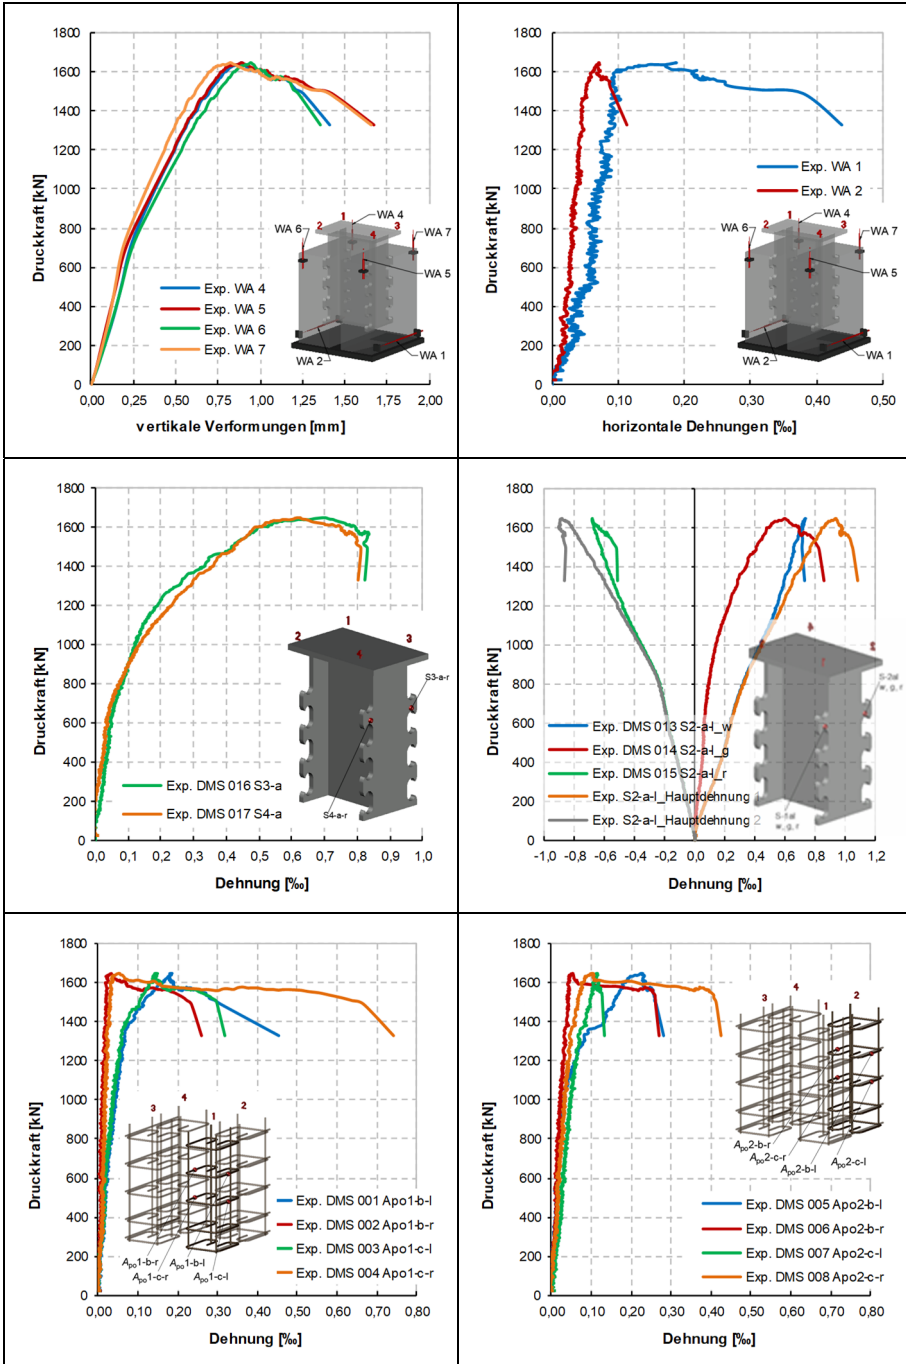 1800
1600
1400
1200
1000
800
600
400
200
0
Druckkraft [kN]
0,00 0,25 0,50 0,75 1,00 1,25 1,50 1,75 2,00
vertikale Verformungen [mm]
Exp. WA 4
Exp. WA 5
Exp. WA 6
Exp. WA 7
1 WA 4
WA 6 2 4 3 WA 7
WA 5
WA 2 WA 1
1800
1600
1400
1200
1000
800
600
400
200
0
Druckkraft [kN]
0,00 0,10 0,20 0,30 0,40 0,50
horizontale Dehnungen [‰]
Exp. WA 1
Exp. WA 2
1 WA 4
WA 6 2 4 3 WA 7
WA 5
WA 2 WA 1
1800
1600
1400
1200
1000
800
600
400
200
0
Druckkraft [kN]
0,0 0,1 0,2 0,3 0,4 0,5 0,6 0,7 0,8 0,9 1,0
Dehnung [‰]
Exp. DMS 016 S3-a
Exp. DMS 017 S4-a
1
2 3
4
S3-a-r
S4-a-r
1800
1600
1400
1200
1000
800
600
400
200
0
Druckkraft [kN]
-1,0 -0,8 -0,6 -0,4 -0,2 0,0 0,2 0,4 0,6 0,8 1,0 1,2
Dehnung [‰]
Exp. DMS 013 S2-a-l_w
Exp. DMS 014 S2-a-l_g
Exp. DMS 015 S2-a-l_r
Exp. S2-a-l_Hauptdehnung
Exp. S2-a-l_Hauptdehnung 2
S-2al
w, g, r
w, g, r
1800
1600
1400
1200
1000
800
600
400
200
0
Druckkraft [kN]
0,00 0,10 0,20 0,30 0,40 0,50 0,60 0,70 0,80
Dehnung [‰]
3 4 1 2
Apo1-b-r Apo1-b-l
Apo1-c-r Apo1-c-l
Exp. DMS 001 Apo1-b-l
Exp. DMS 002 Apo1-b-r
Exp. DMS 003 Apo1-c-l
Exp. DMS 004 Apo1-c-r
1800
1600
1400
1200
1000
800
600
400
200
0
Druckkraft [kN]
0,00 0,10 0,20 0,30 0,40 0,50 0,60 0,70 0,80
Dehnung [‰]
3 4 1 2
Apo2-b-r
Apo2-c-r
Apo2-b-l
Apo2-c-l
Exp. DMS 005 Apo2-b-l
Exp. DMS 006 Apo2-b-r
Exp. DMS 007 Apo2-c-l
Exp. DMS 008 Apo2-c-r